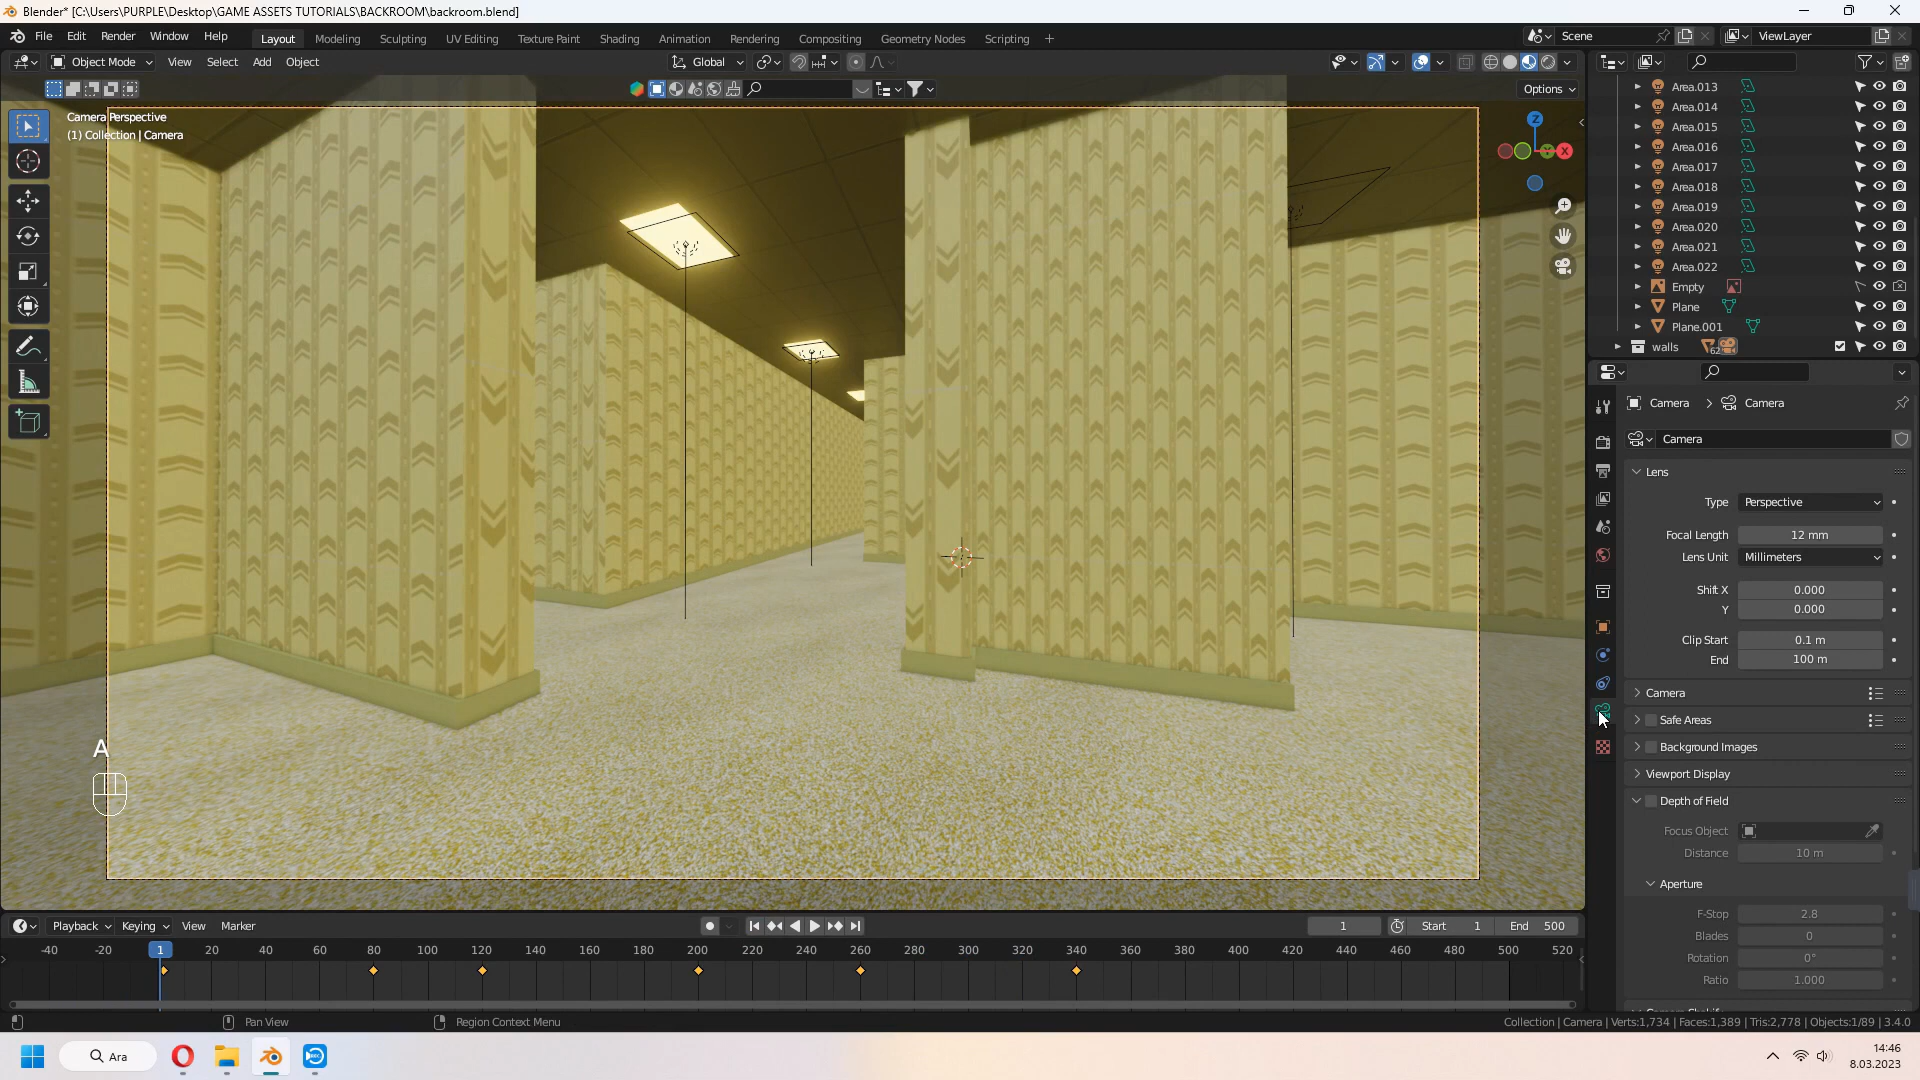 Blender* [C:\Users\PURPLE\Desktop\GAME ASSETS TUTORIALS\BACKROOM\backroom.blend]
File Edit Render Window Help Layout Modeling Sculpting UV Editing Texture Paint Shading Animation Rendering Compositing Geometry Nodes Scripting + Scene ViewLayer
Object Mode View Select Add Object Global
Options
Camera Perspective
(1) Collection | Camera
Z
X
A
Area.013
Area.014
Area.015
Area.016
Area.017
Area.018
Area.019
Area.020
Area.021
Area.022
Empty
Plane
Plane.001
walls 62
Camera > Camera
Camera
Lens
Type Perspective
Focal Length 12 mm
Lens Unit Millimeters
Shift X 0.000
Y 0.000
Clip Start 0.1 m
End 100 m
Camera
Safe Areas
Background Images
Viewport Display
Depth of Field
Focus Object
Distance 10 m
Aperture
F-Stop 2.8
Blades 0
Rotation 0°
Ratio 1.000
Playback Keying View Marker 1 Start 1 End 500
-40 -20 1 20 40 60 80 100 120 140 160 180 200 220 240 260 280 300 320 340 360 380 400 420 440 460 480 500 520
Pan View Region Context Menu Collection | Camera | Verts:1,734 | Faces:1,389 | Tris:2,778 | Objects:1/89 | 3.4.0
Ara
14:46
8.03.2023